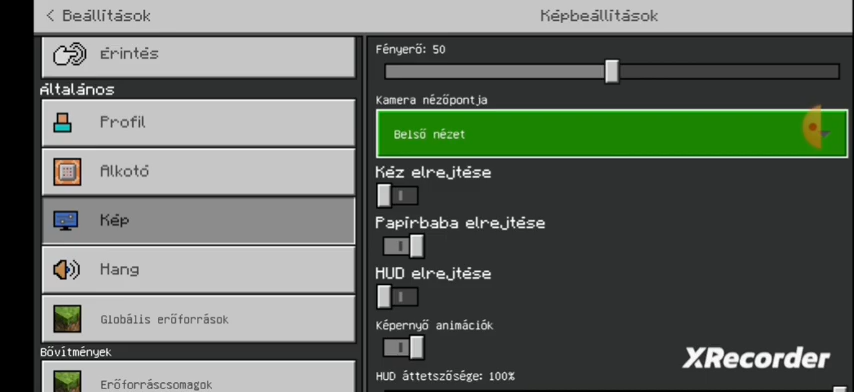 < Beállítások
Képbeállítások
Érintés
Általános
Profil
Alkotó
Kép
Hang
Globális erőforrások
Bővítmények
Erőforráscsomagok
Fényerő: 50
Kamera nézőpontja
Belső nézet
Kéz elrejtése
Papírbaba elrejtése
HUD elrejtése
Képernyő animációk
HUD áttetszősége: 100%
XRecorder